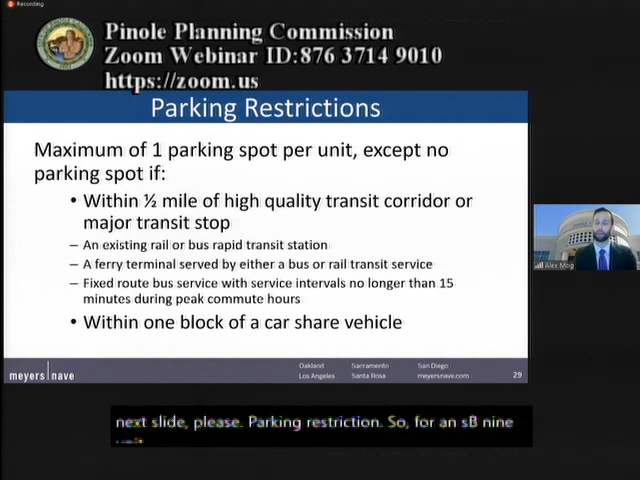 Recording
Pinole Planning Commission
Zoom Webinar ID:876 3714 9010
https://zoom.us
Parking Restrictions
Maximum of 1 parking spot per unit, except no
parking spot if:
• Within ½ mile of high quality transit corridor or
major transit stop
– An existing rail or bus rapid transit station
– A ferry terminal served by either a bus or rail transit service
– Fixed route bus service with service intervals no longer than 15
minutes during peak commute hours
• Within one block of a car share vehicle
meyers nave
Oakland Sacramento San Diego
Los Angeles Santa Rosa meyersnave.com
29
Alex Mog
next slide, please. Parking restriction. So, for an sB nine